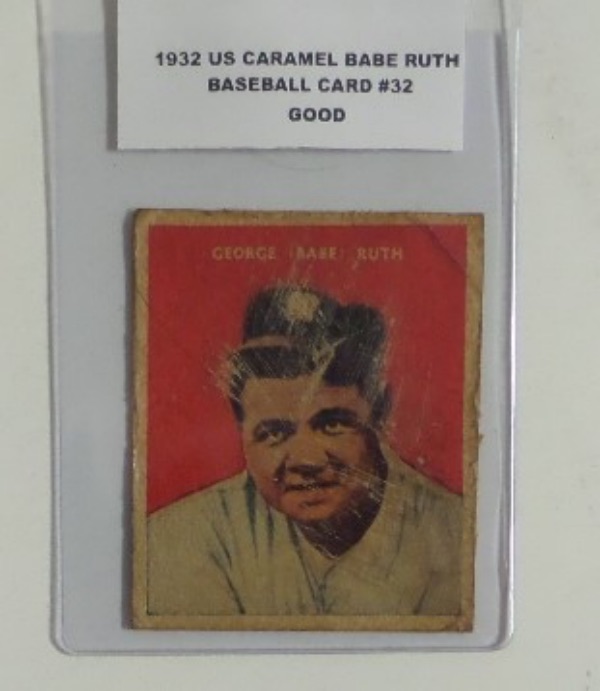 1932 US CARAMEL BABE RUTH
BASEBALL CARD #32
GOOD
GEORGE (BABE) RUTH